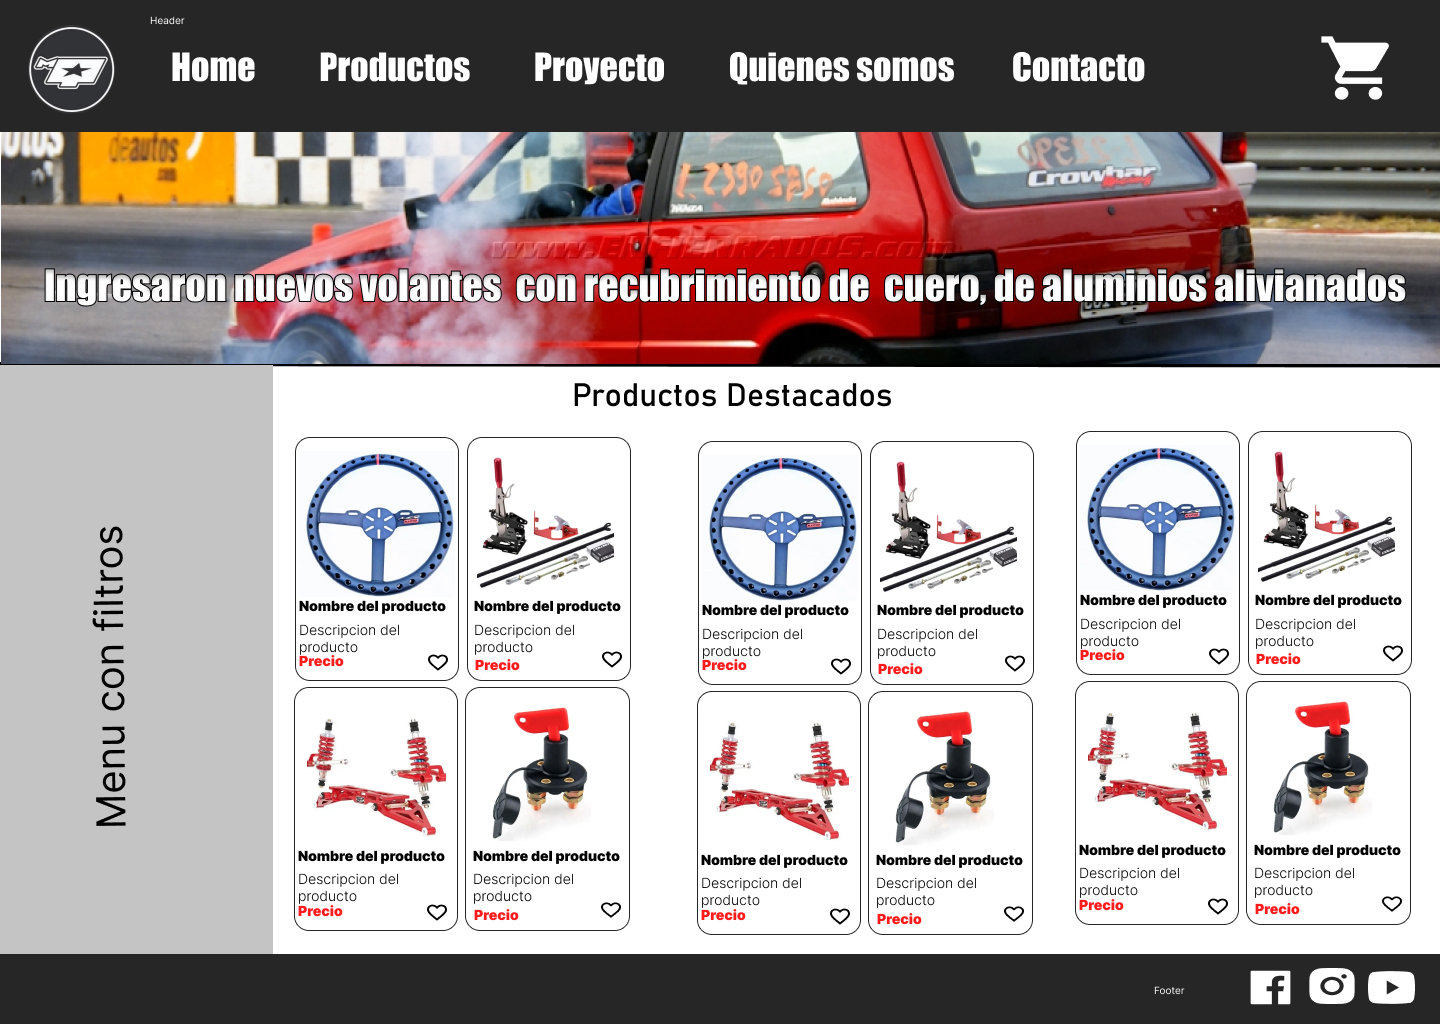 Header
Home Productos Proyecto Quienes somos Contacto
deautos
Crowbar
www.ENCIERRADOS.com
Ingresaron nuevos volantes con recubrimiento de cuero, de aluminios alivianados
Productos Destacados
Menu con filtros
Nombre del producto
Descripcion del
producto
Precio
Nombre del producto
Descripcion del
producto
Precio
Nombre del producto
Descripcion del
producto
Precio
Nombre del producto
Descripcion del
producto
Precio
Nombre del producto
Descripcion del
producto
Precio
Nombre del producto
Descripcion del
producto
Precio
Nombre del producto
Descripcion del
producto
Precio
Nombre del producto
Descripcion del
producto
Precio
Nombre del producto
Descripcion del
producto
Precio
Nombre del producto
Descripcion del
producto
Precio
Nombre del producto
Descripcion del
producto
Precio
Nombre del producto
Descripcion del
producto
Precio
Footer